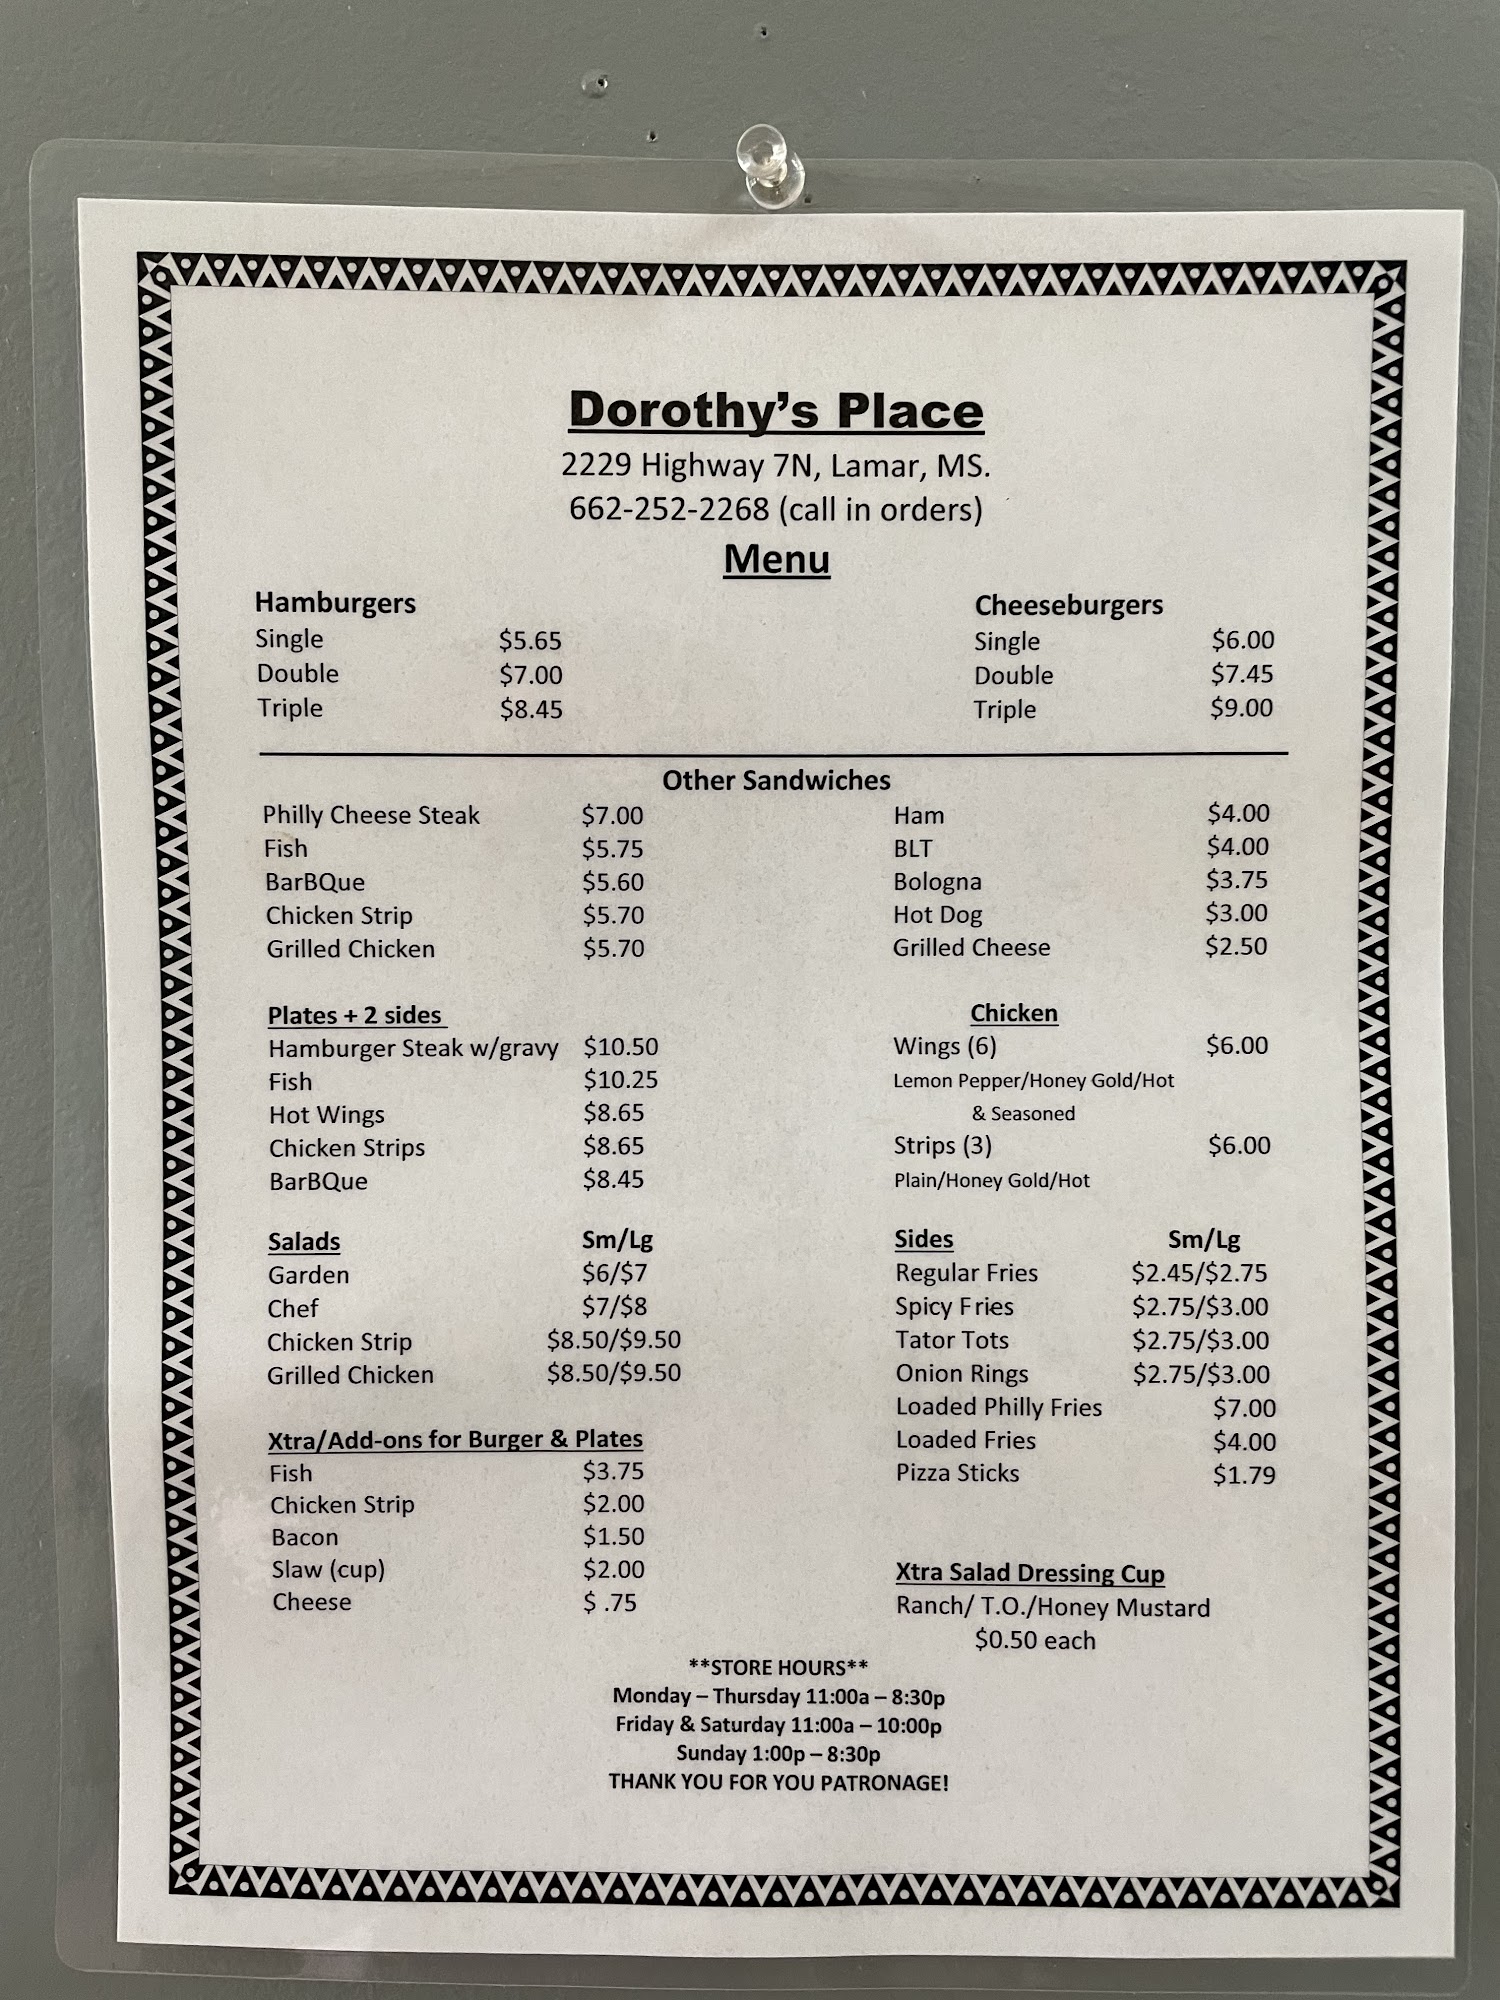 Dorothy's Place
2229 Highway 7N, Lamar, MS.
662-252-2268 (call in orders)
Menu
Hamburgers
Single $5.65
Double $7.00
Triple $8.45
Cheeseburgers
Single $6.00
Double $7.45
Triple $9.00
Other Sandwiches
Philly Cheese Steak $7.00
Fish $5.75
BarBQue $5.60
Chicken Strip $5.70
Grilled Chicken $5.70
Ham $4.00
BLT $4.00
Bologna $3.75
Hot Dog $3.00
Grilled Cheese $2.50
Plates + 2 sides
Hamburger Steak w/gravy $10.50
Fish $10.25
Hot Wings $8.65
Chicken Strips $8.65
BarBQue $8.45
Chicken
Wings (6) $6.00
Lemon Pepper/Honey Gold/Hot
& Seasoned
Strips (3) $6.00
Plain/Honey Gold/Hot
Salads Sm/Lg
Garden $6/$7
Chef $7/$8
Chicken Strip $8.50/$9.50
Grilled Chicken $8.50/$9.50
Sides Sm/Lg
Regular Fries $2.45/$2.75
Spicy Fries $2.75/$3.00
Tator Tots $2.75/$3.00
Onion Rings $2.75/$3.00
Loaded Philly Fries $7.00
Loaded Fries $4.00
Pizza Sticks $1.79
Xtra/Add-ons for Burger & Plates
Fish $3.75
Chicken Strip $2.00
Bacon $1.50
Slaw (cup) $2.00
Cheese $ .75
Xtra Salad Dressing Cup
Ranch/ T.O./Honey Mustard
$0.50 each
**STORE HOURS**
Monday – Thursday 11:00a – 8:30p
Friday & Saturday 11:00a – 10:00p
Sunday 1:00p – 8:30p
THANK YOU FOR YOU PATRONAGE!